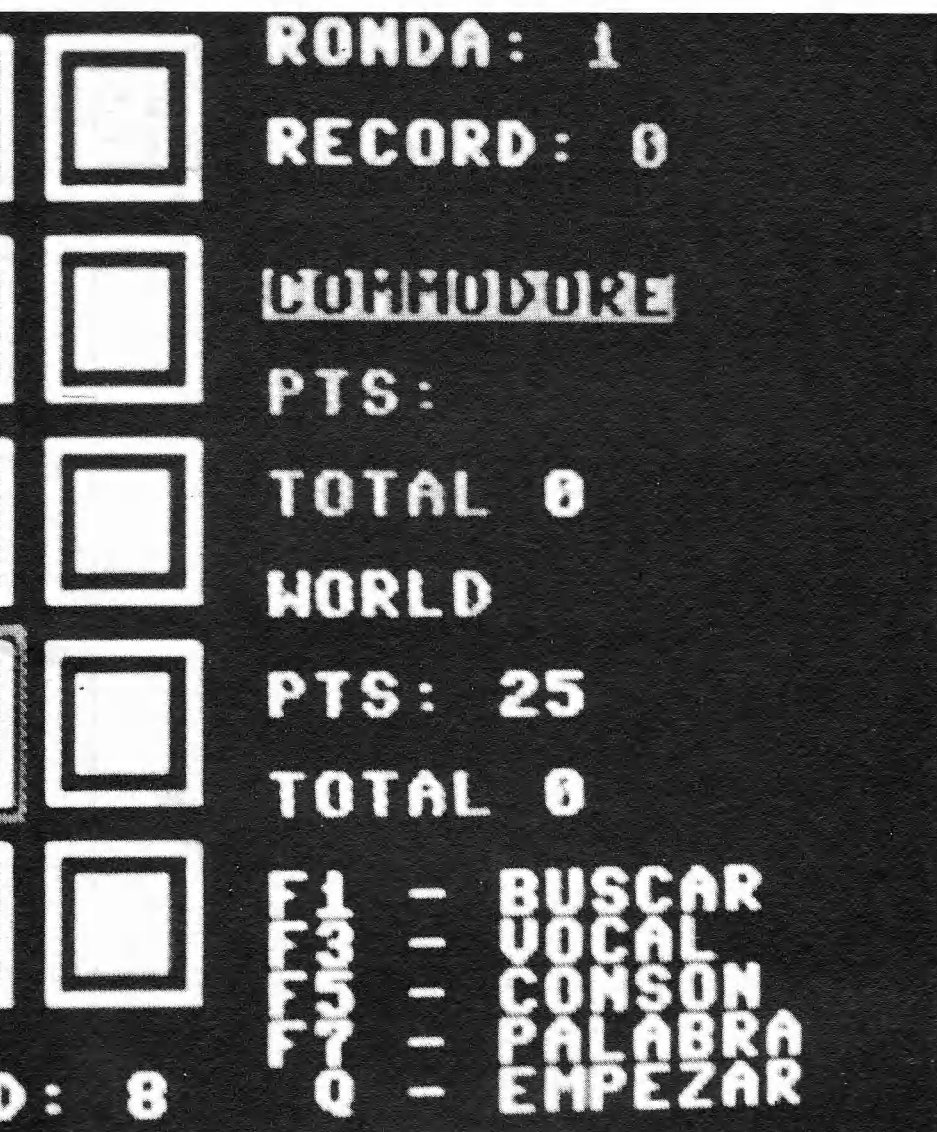 RONDA: 1
RECORD: 0
COMMODORE
PTS:
TOTAL 0
WORLD
PTS: 25
TOTAL 0
F1 - BUSCAR
F3 - VOCAL
F5 - CONSON
F7 - PALABRA
D: 8 Q - EMPEZAR